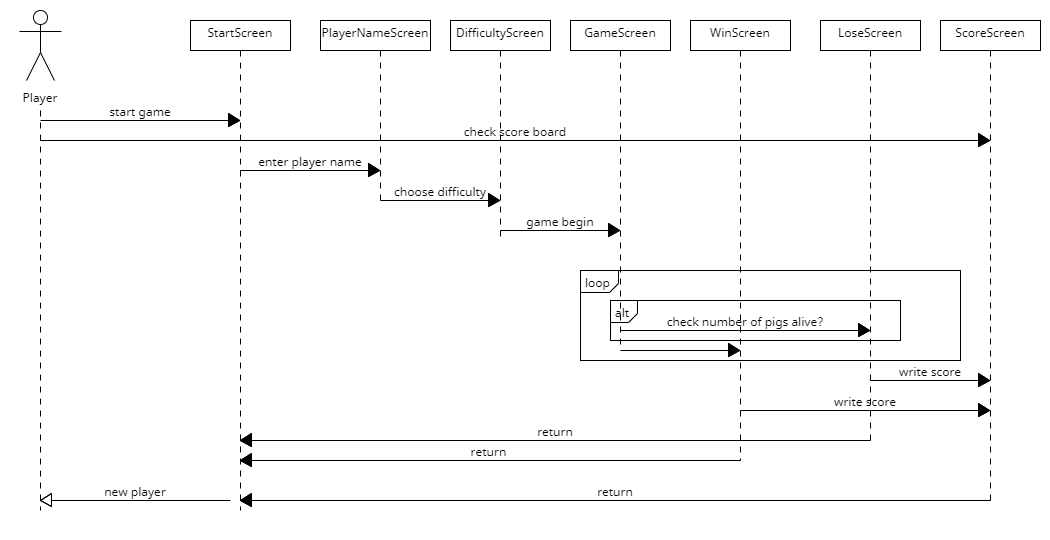 StartScreen
PlayerNameScreen
DifficultyScreen
GameScreen
WinScreen
LoseScreen
ScoreScreen
Player
start game
check score board
enter player name
choose difficulty
game begin
loop
alt
check number of pigs alive?
write score
write score
return
return
new player
return